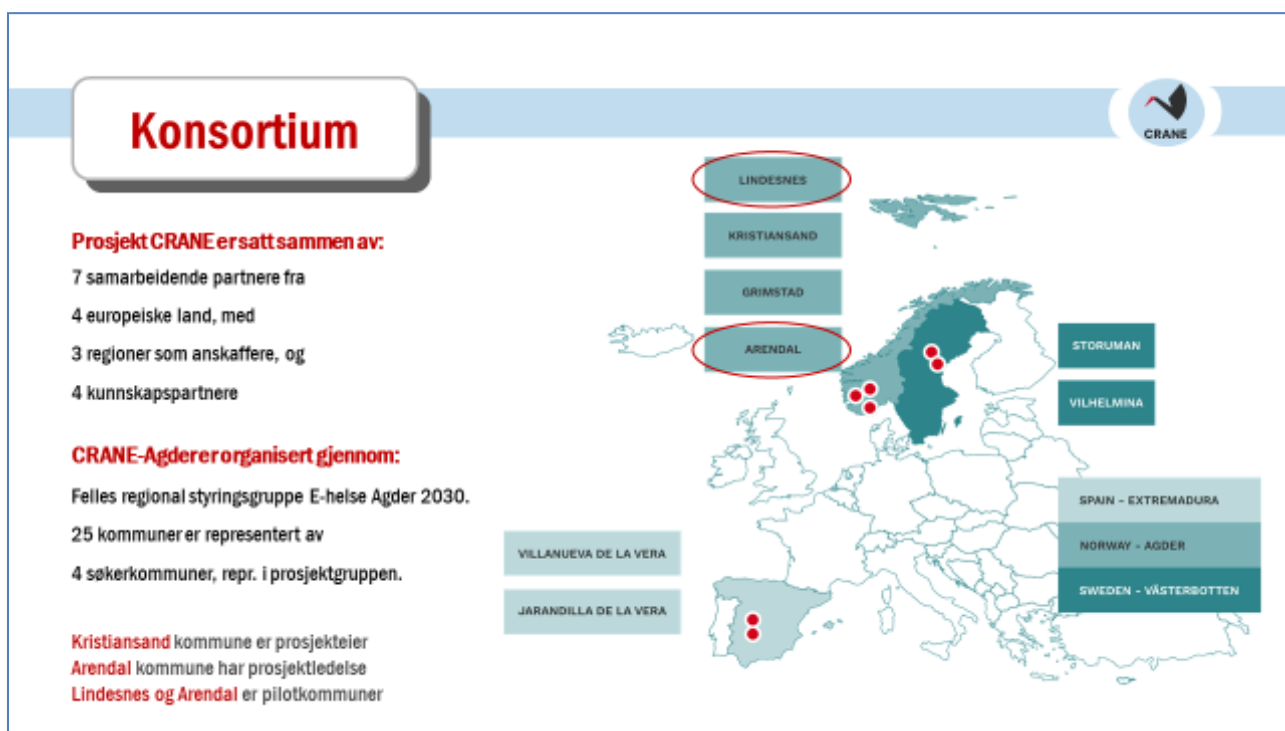 Konsortium
CRANE
Prosjekt CRANE er satt sammen av:
7 samarbeidende partnere fra
4 europeiske land, med
3 regioner som anskaffere, og
4 kunnskapspartnere
CRANE-Agder er organisert gjennom:
Felles regional styringsgruppe E-helse Agder 2030.
25 kommuner er representert av
4 søkerkommuner, repr. i prosjektgruppen.
Kristiansand kommune er prosjekteier
Arendal kommune har prosjektledelse
Lindesnes og Arendal er pilotkommuner
LINDESNES
KRISTIANSAND
GRIMSTAD
ARENDAL
STORUMAN
VILHELMINA
VILLANUEVA DE LA VERA
JARANDILLA DE LA VERA
SPAIN – EXTREMADURA
NORWAY – AGDER
SWEDEN – VÄSTERBOTTEN